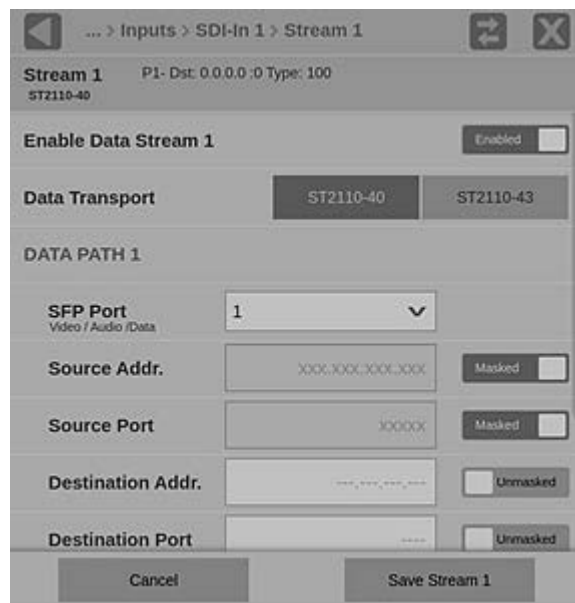 ... > Inputs > SDI-In 1 > Stream 1
Stream 1 P1- Dst: 0.0.0.0 :0 Type: 100
ST2110-40
Enable Data Stream 1 Enabled
Data Transport ST2110-40 ST2110-43
DATA PATH 1
SFP Port 1
Video / Audio /Data
Source Addr. xxx.xxx.xxx.xxx Masked
Source Port xxxxx Masked
Destination Addr. ---.---.---.--- Unmasked
Destination Port ---- Unmasked
Cancel Save Stream 1